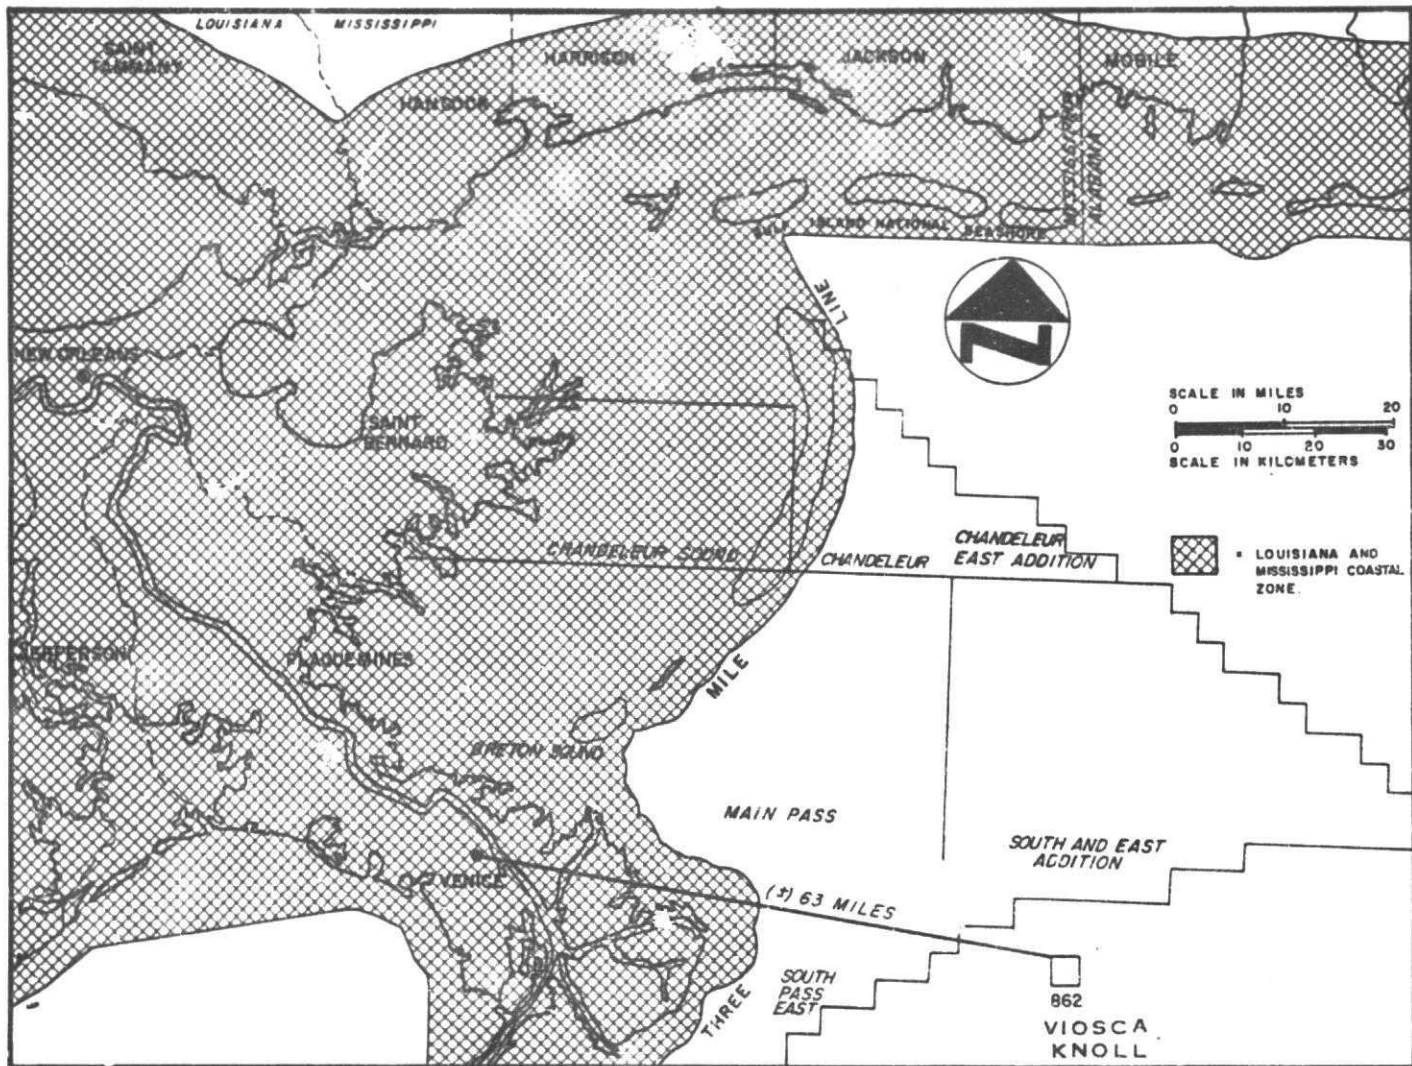 LOUISIANA
MISSISSIPPI
SAINT
TAMMANY
HANCOCK
HARRISON
JACKSON
MOBILE
MISSISSIPPI
ISLAND NATIONAL SEASHORE
LINE
NEW ORLEANS
SAINT
BERNARD
SCALE IN MILES
0 10 20
0 10 20 30
SCALE IN KILOMETERS
CHANDELEUR SOUND
CHANDELEUR
CHANDELEUR
EAST ADDITION
LOUISIANA AND
MISSISSIPPI COASTAL
ZONE.
JEFFERSON
PLAQUEMINES
MILE
BRETON SOUND
MAIN PASS
SOUTH AND EAST
ADDITION
VENICE
(±) 63 MILES
SOUTH
PASS
EAST
THREE
862
VIOSCA
KNOLL
N